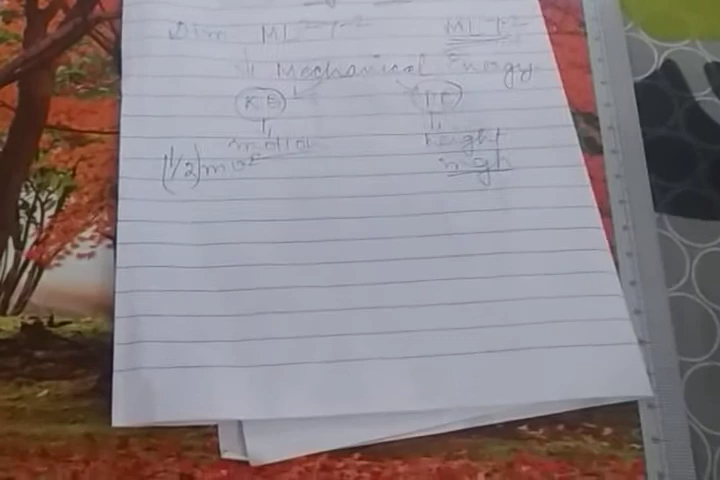 Dim ML²T⁻² ML²T⁻²
Mechanical Energy
KE PE
motion height
(1/2)mv² mgh